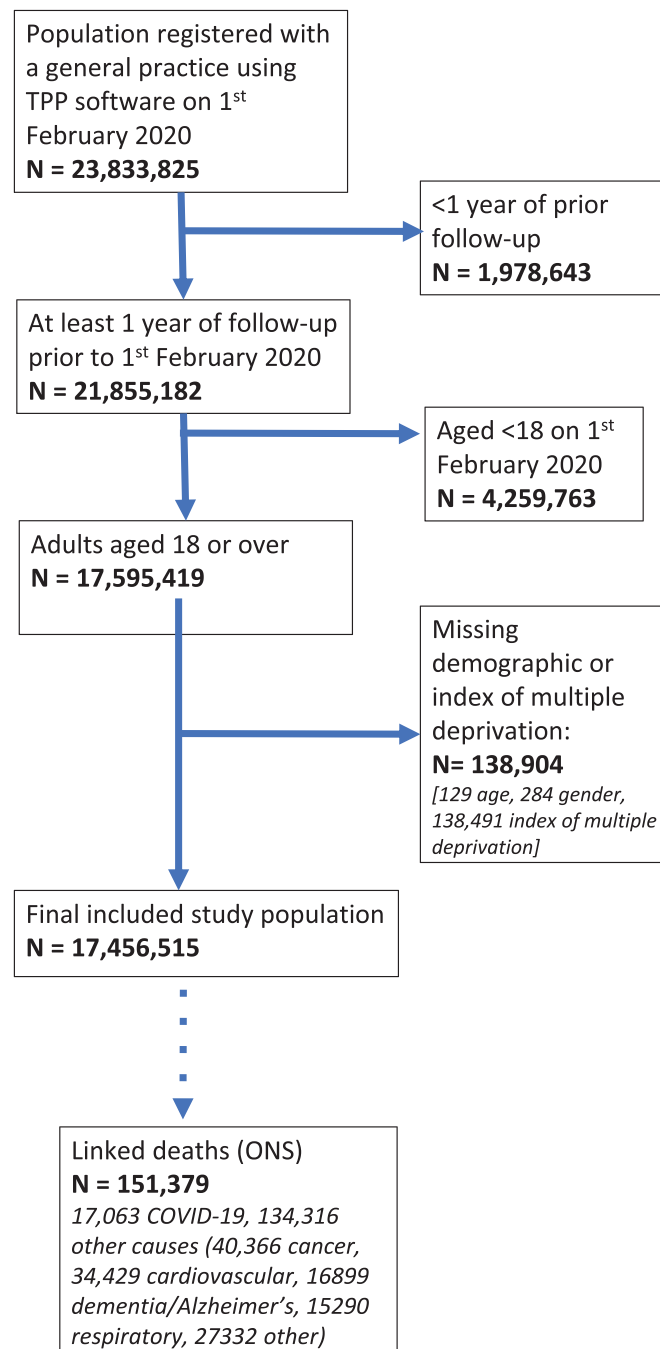 Population registered with
a general practice using
TPP software on 1st
February 2020
N = 23,833,825
<1 year of prior
follow-up
N = 1,978,643
At least 1 year of follow-up
prior to 1st February 2020
N = 21,855,182
Aged <18 on 1st
February 2020
N = 4,259,763
Adults aged 18 or over
N = 17,595,419
Missing
demographic or
index of multiple
deprivation:
N= 138,904
[129 age, 284 gender,
138,491 index of multiple
deprivation]
Final included study population
N = 17,456,515
Linked deaths (ONS)
N = 151,379
17,063 COVID-19, 134,316
other causes (40,366 cancer,
34,429 cardiovascular, 16899
dementia/Alzheimer’s, 15290
respiratory, 27332 other)